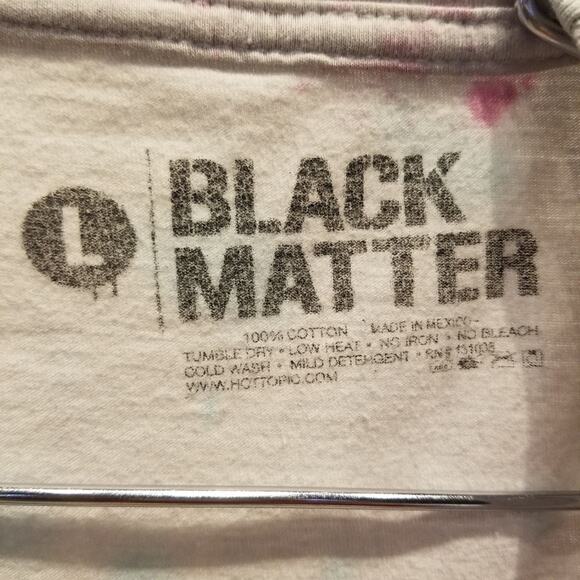 L
BLACK
MATTER
100% COTTON MADE IN MEXICO
TUMBLE DRY • LOW HEAT • NO IRON • NO BLEACH
COLD WASH • MILD DETERGENT • RN#
WWW.HOTTOPIC.COM